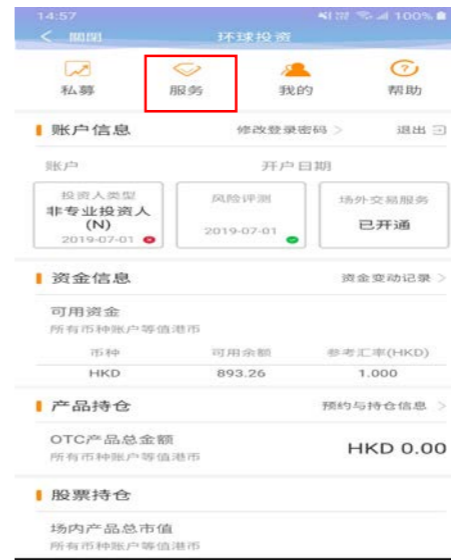 14:57 100%
< 關閉 环球投资
私募 服务 我的 帮助
账户信息 修改登录密码 > 退出
账户 开户日期
投资人类型 风险评测 场外交易服务
非专业投资人
(N) 已开通
2019-07-01 2019-07-01
资金信息 资金变动记录 >
可用资金
所有币种账户等值港币
币种 可用余额 参考汇率(HKD)
HKD 893.26 1.000
产品持仓 预约与持仓信息 >
OTC产品总金额 HKD 0.00
所有币种账户等值港币
股票持仓
场内产品总市值
所有币种账户等值港币